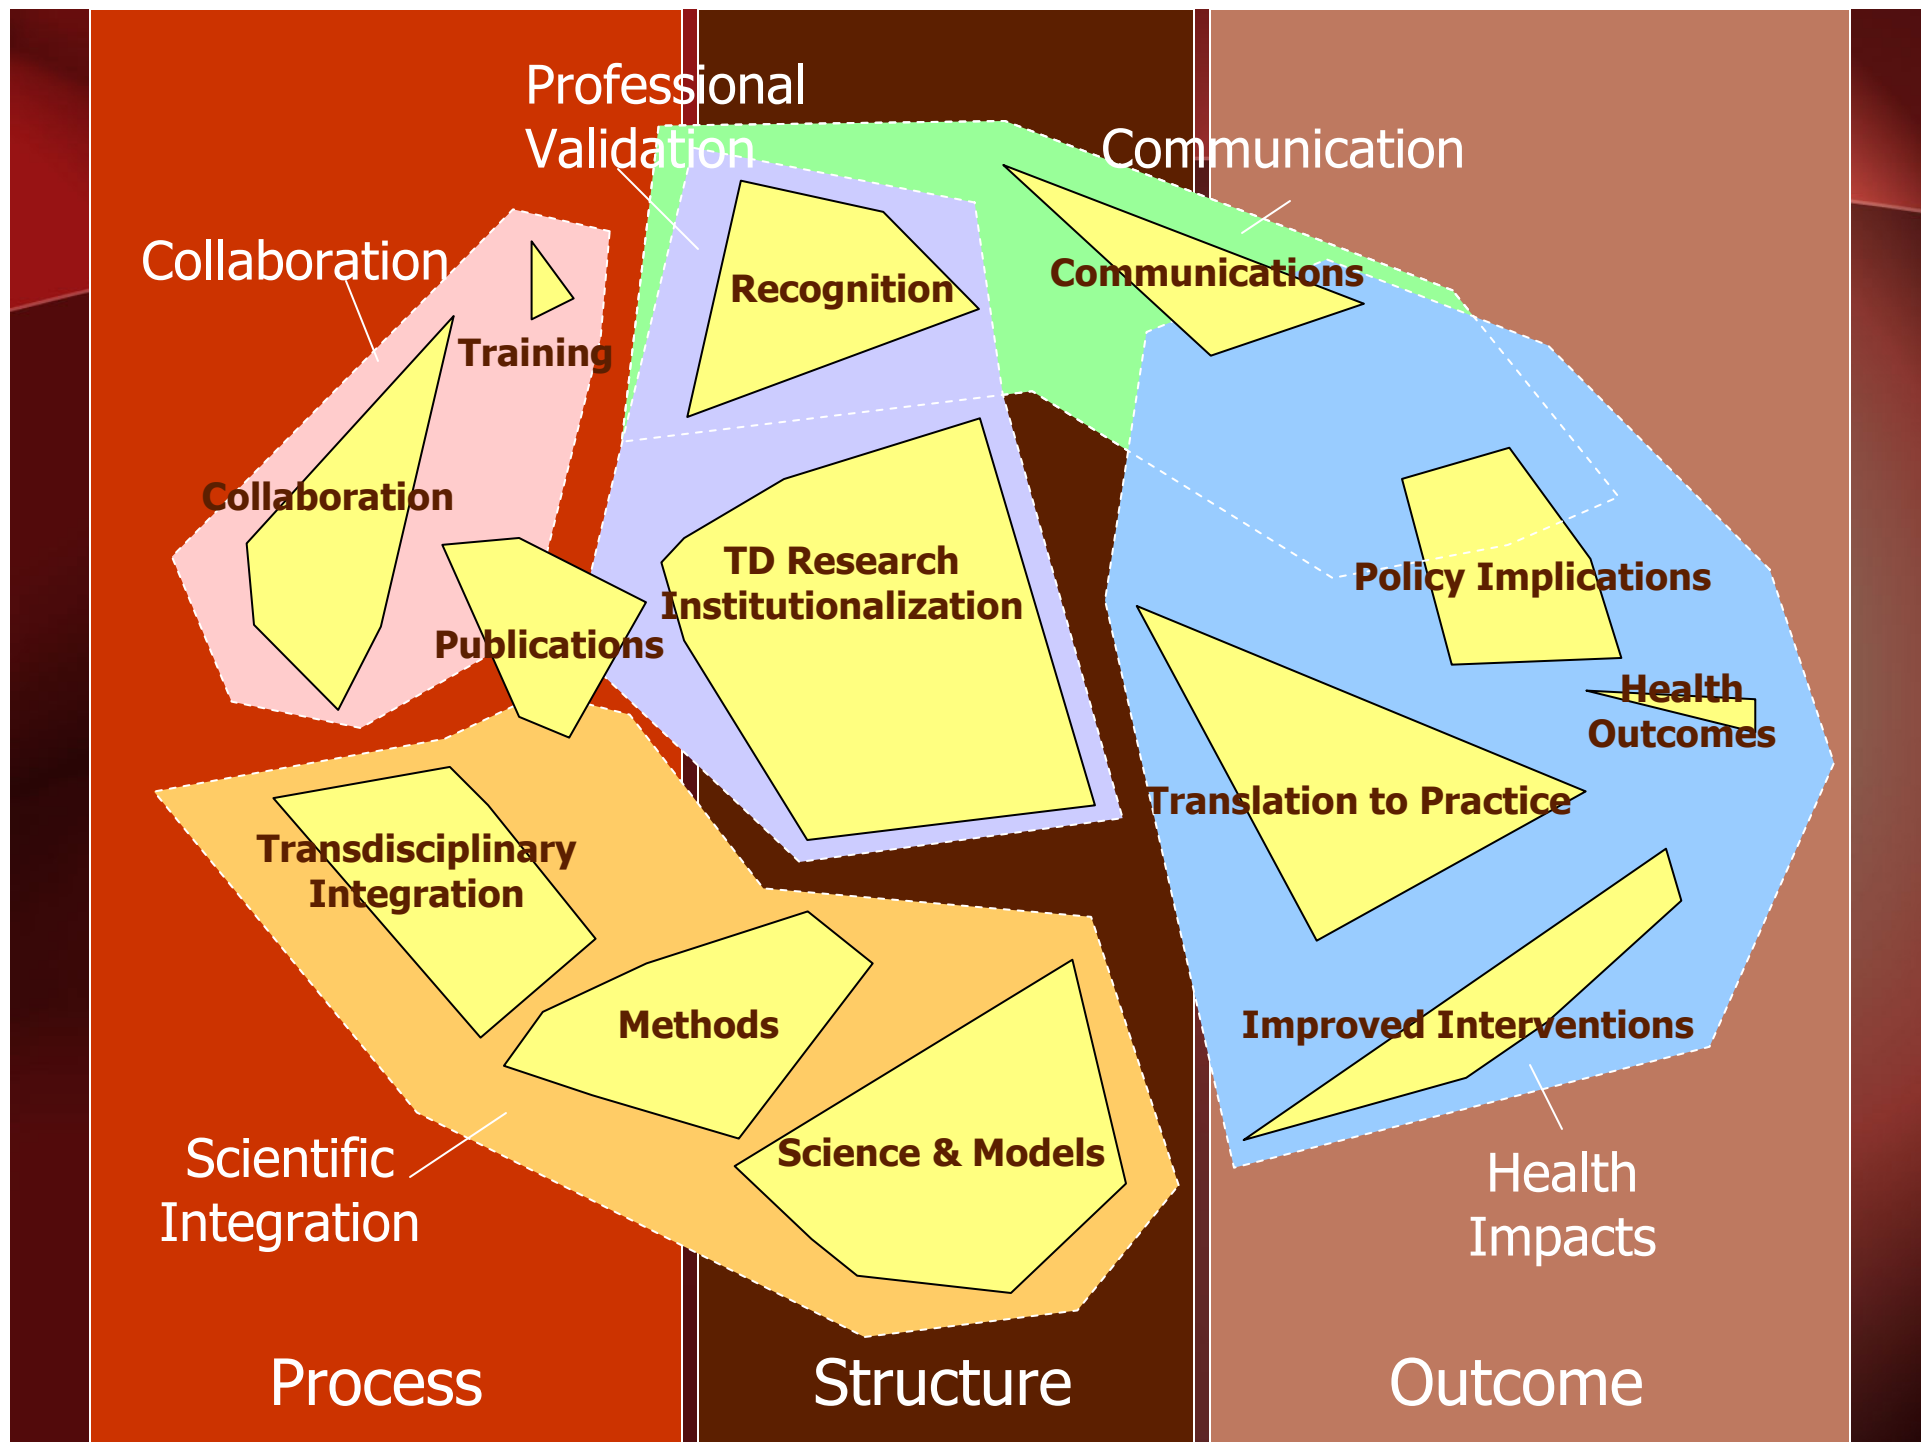 Professional
Validation
Communication
Collaboration
Recognition
Communications
Training
Collaboration
TD Research
Institutionalization
Policy Implications
Publications
Health
Outcomes
Translation to Practice
Transdisciplinary
Integration
Methods
Improved Interventions
Science & Models
Scientific
Integration
Health
Impacts
Process
Structure
Outcome